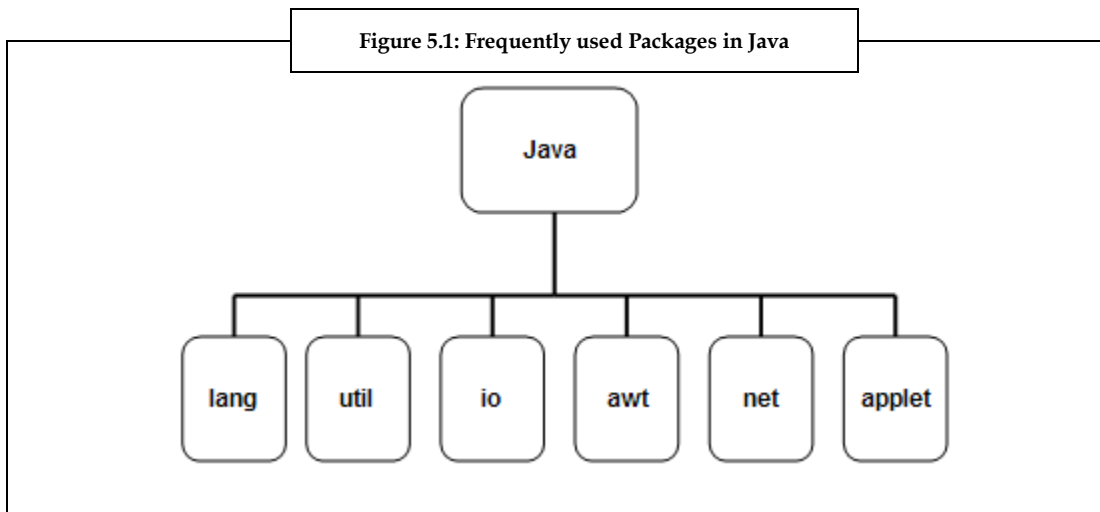 Figure 5.1: Frequently used Packages in Java
Java
lang util io awt net applet